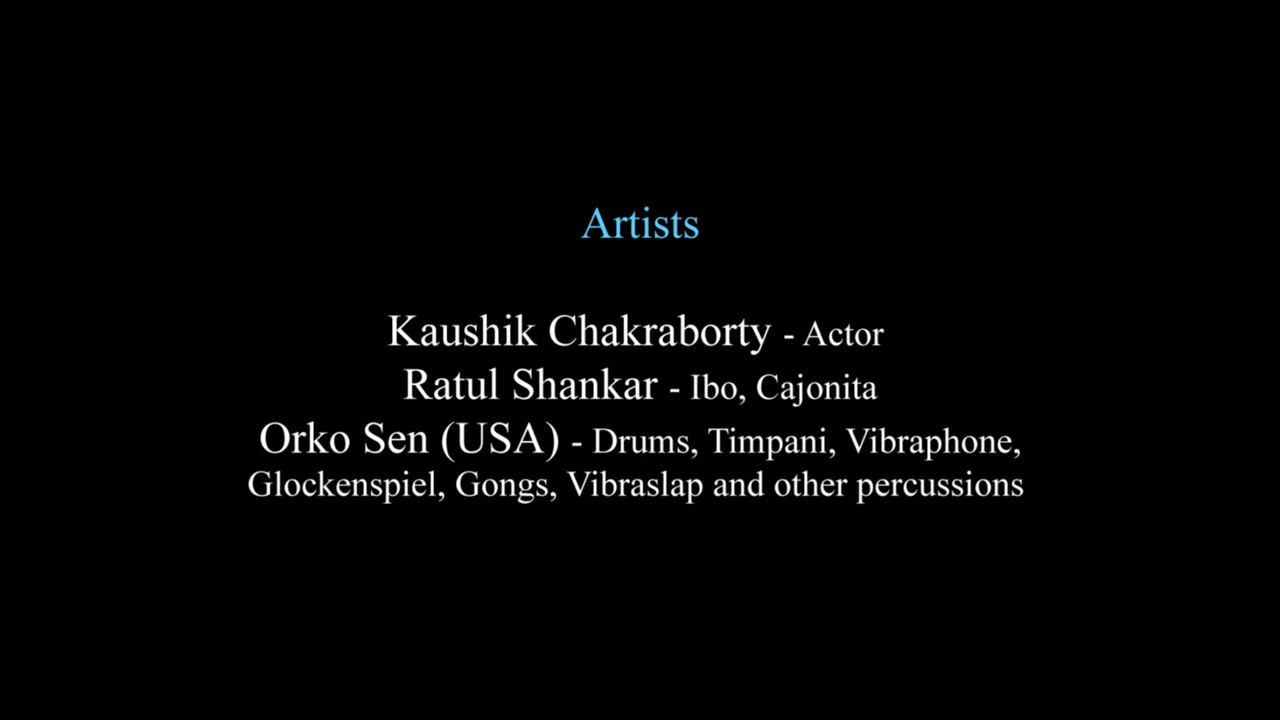 Artists
Kaushik Chakraborty - Actor
Ratul Shankar - Ibo, Cajonita
Orko Sen (USA) - Drums, Timpani, Vibraphone,
Glockenspiel, Gongs, Vibraslap and other percussions